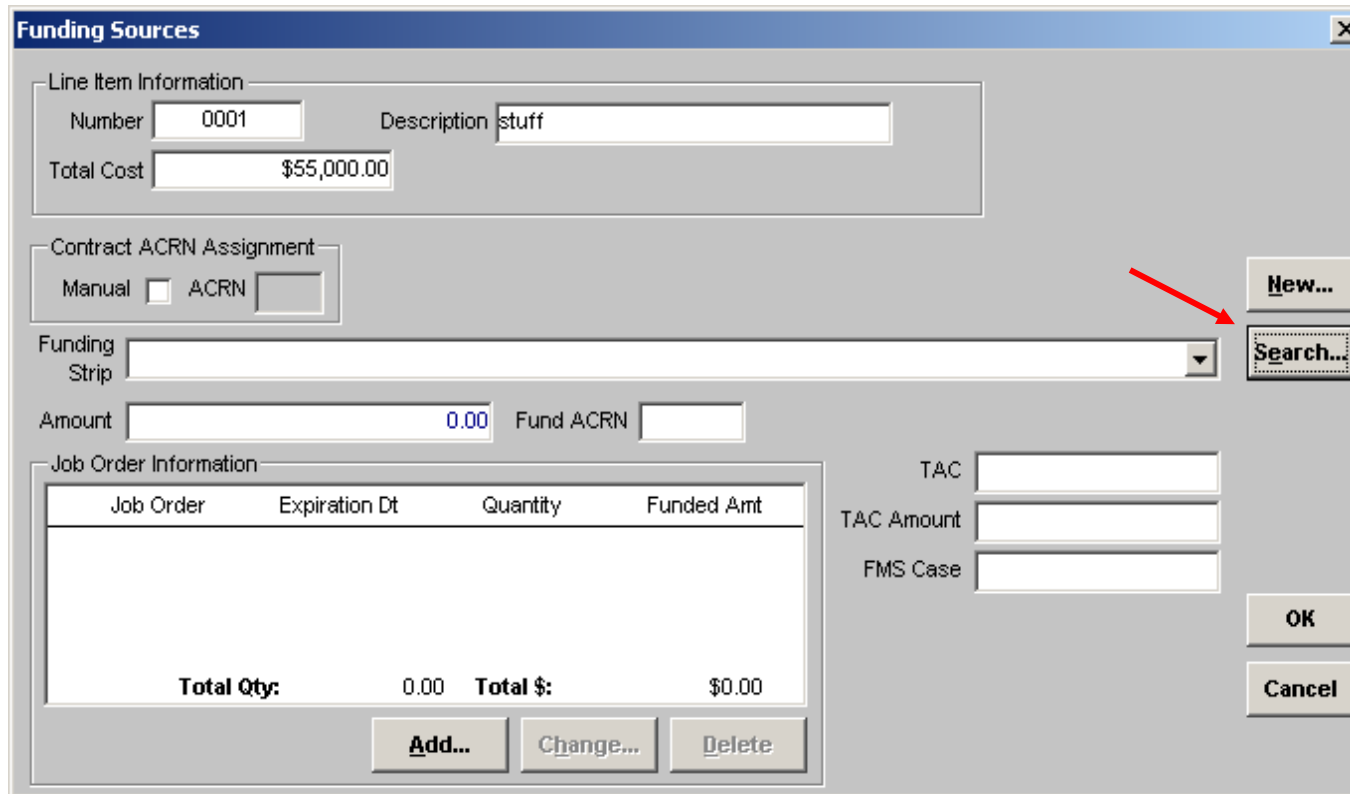 Funding Sources
Line Item Information
Number 0001 Description stuff
Total Cost $55,000.00
Contract ACRN Assignment
Manual ACRN
New...
Funding Strip
Search...
Amount 0.00 Fund ACRN
Job Order Information
Job Order Expiration Dt Quantity Funded Amt
TAC
TAC Amount
FMS Case
OK
Total Qty: 0.00 Total $: $0.00
Cancel
Add... Change... Delete